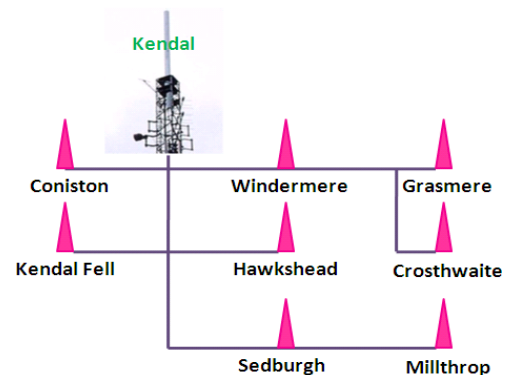 Kendal
Coniston Windermere Grasmere
Kendal Fell Hawkshead Crosthwaite
Sedburgh Millthrop